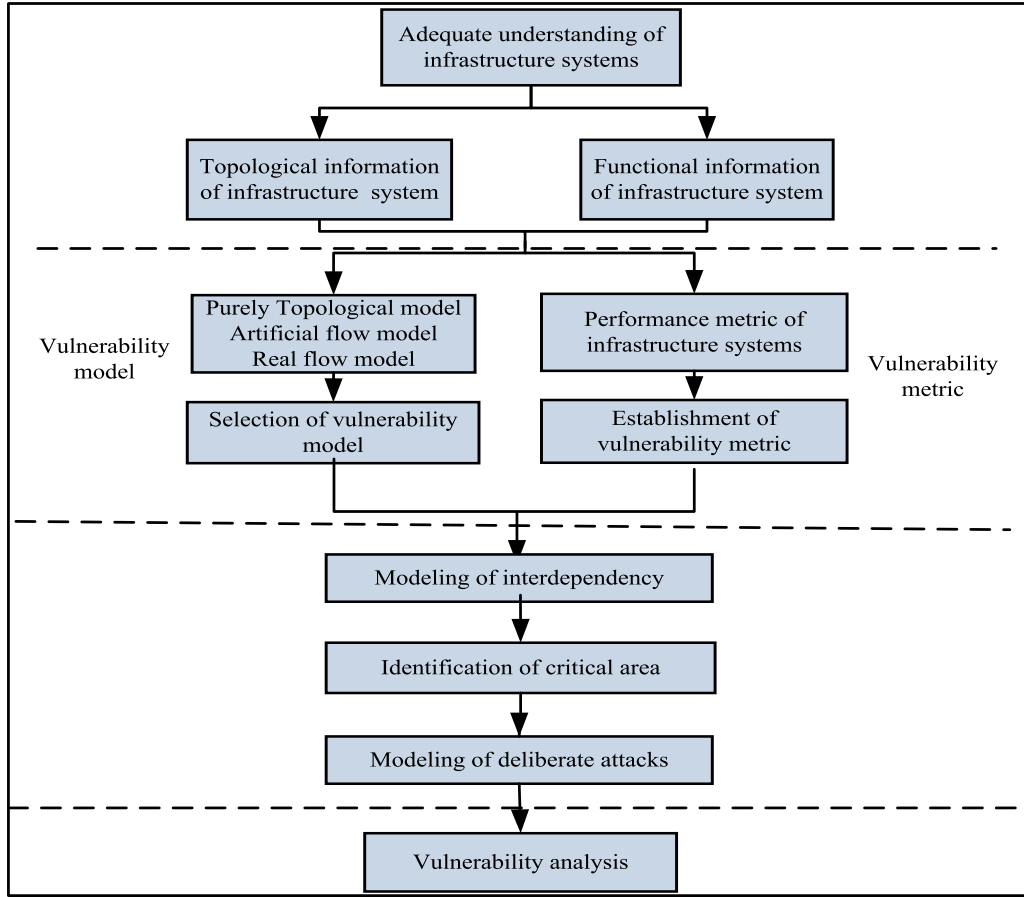 Adequate understanding of
infrastructure systems
Topological information
of infrastructure system
Functional information
of infrastructure system
Vulnerability
model
Purely Topological model
Artificial flow model
Real flow model
Performance metric of
infrastructure systems
Vulnerability
metric
Selection of vulnerability
model
Establishment of
vulnerability metric
Modeling of interdependency
Identification of critical area
Modeling of deliberate attacks
Vulnerability analysis